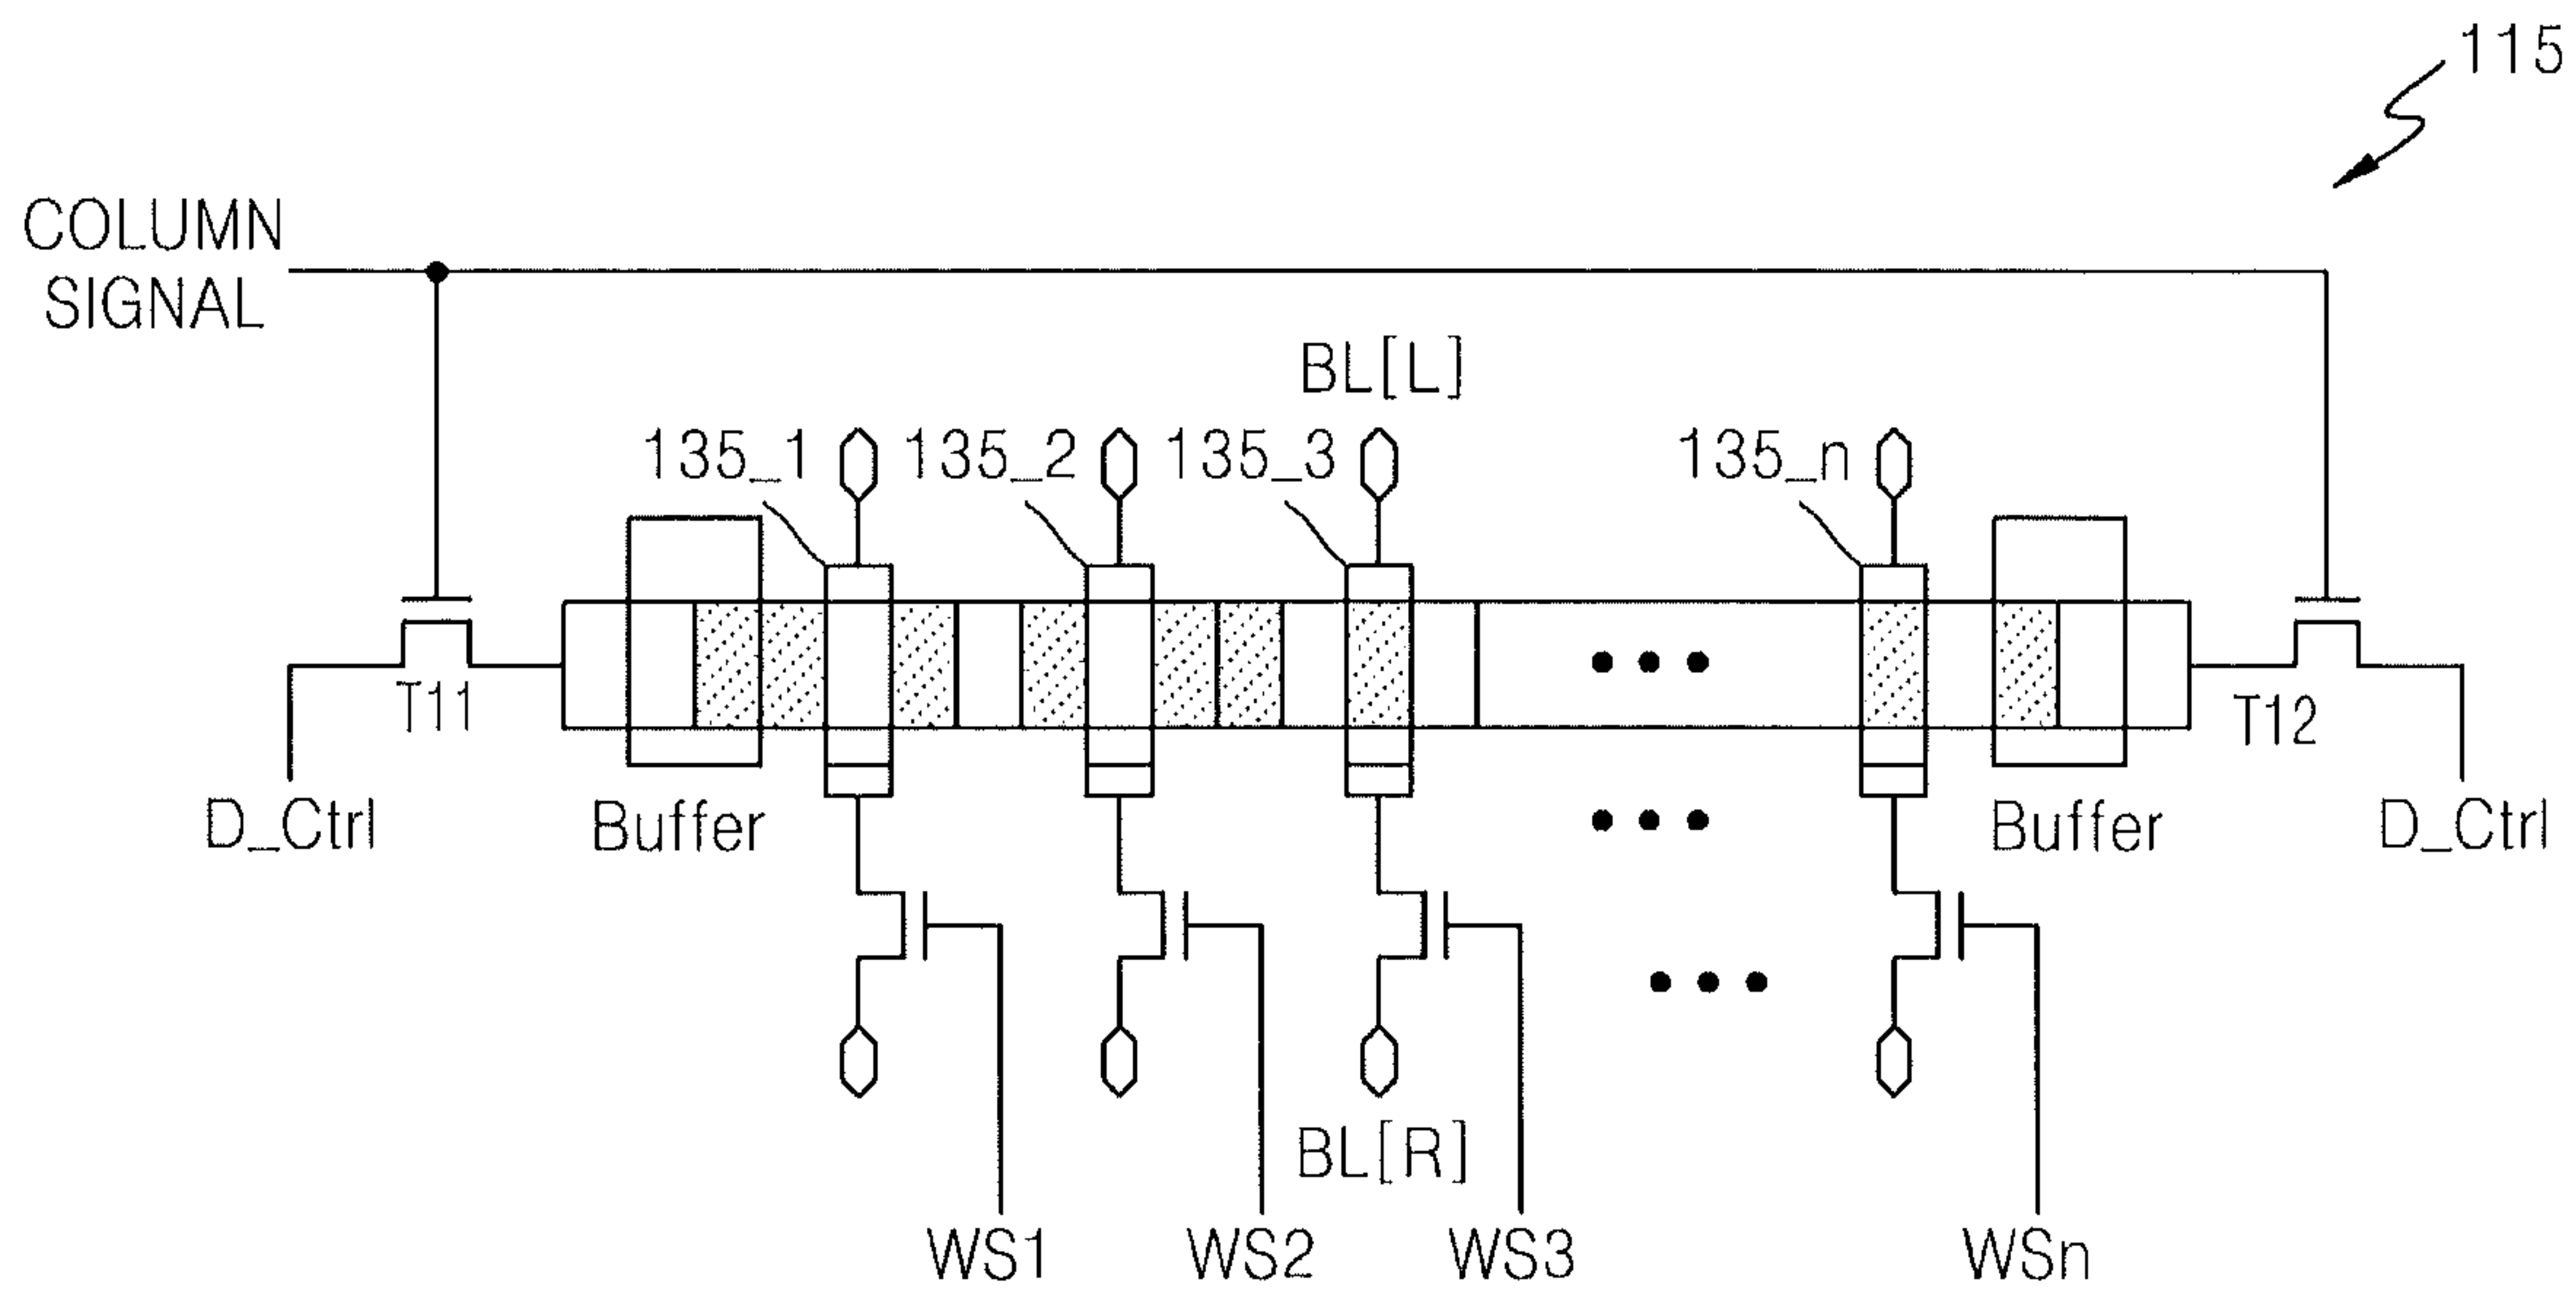 115
COLUMN
SIGNAL
BL[L]
135_1 135_2 135_3 135_n
T11 T12
D_Ctrl Buffer Buffer D_Ctrl
BL[R]
WS1 WS2 WS3 WSn